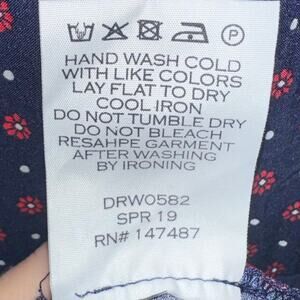 P
HAND WASH COLD
WITH LIKE COLORS
LAY FLAT TO DRY
COOL IRON
DO NOT TUMBLE DRY
DO NOT BLEACH
RESAHPE GARMENT
AFTER WASHING
BY IRONING
DRW0582
SPR 19
RN# 147487